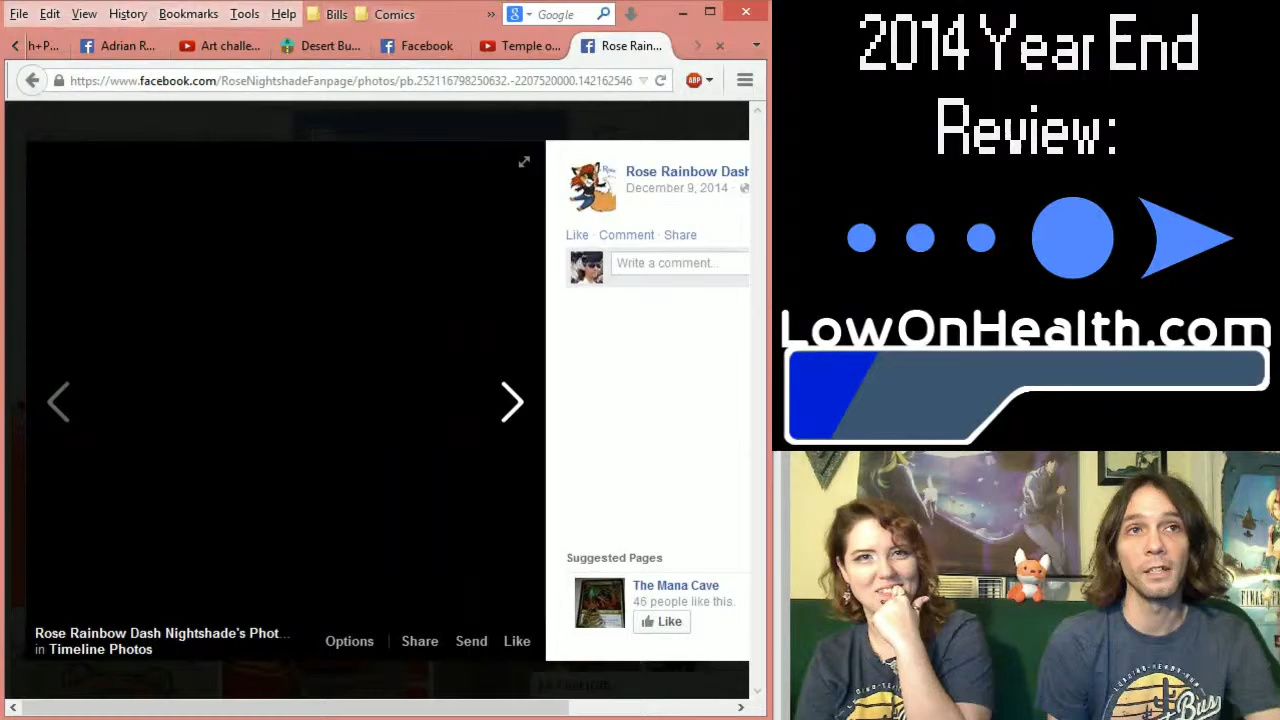 File Edit View History Bookmarks Tools Help Bills Comics » Google
h+P... Adrian R... Art challe... Desert Bu... Facebook Temple o... Rose Rain...
https://www.facebook.com/RoseNightshadeFanpage/photos/pb.252116798250632.-2207520000.142162546
ABP
Rose Rainbow Dash
December 9, 2014
Like · Comment · Share
Write a comment...
Suggested Pages
The Mana Cave
46 people like this.
Like
Rose Rainbow Dash Nightshade's Phot...
in Timeline Photos
Options Share Send Like
2014 Year End
Review:
LowOnHealth.com
FINAL